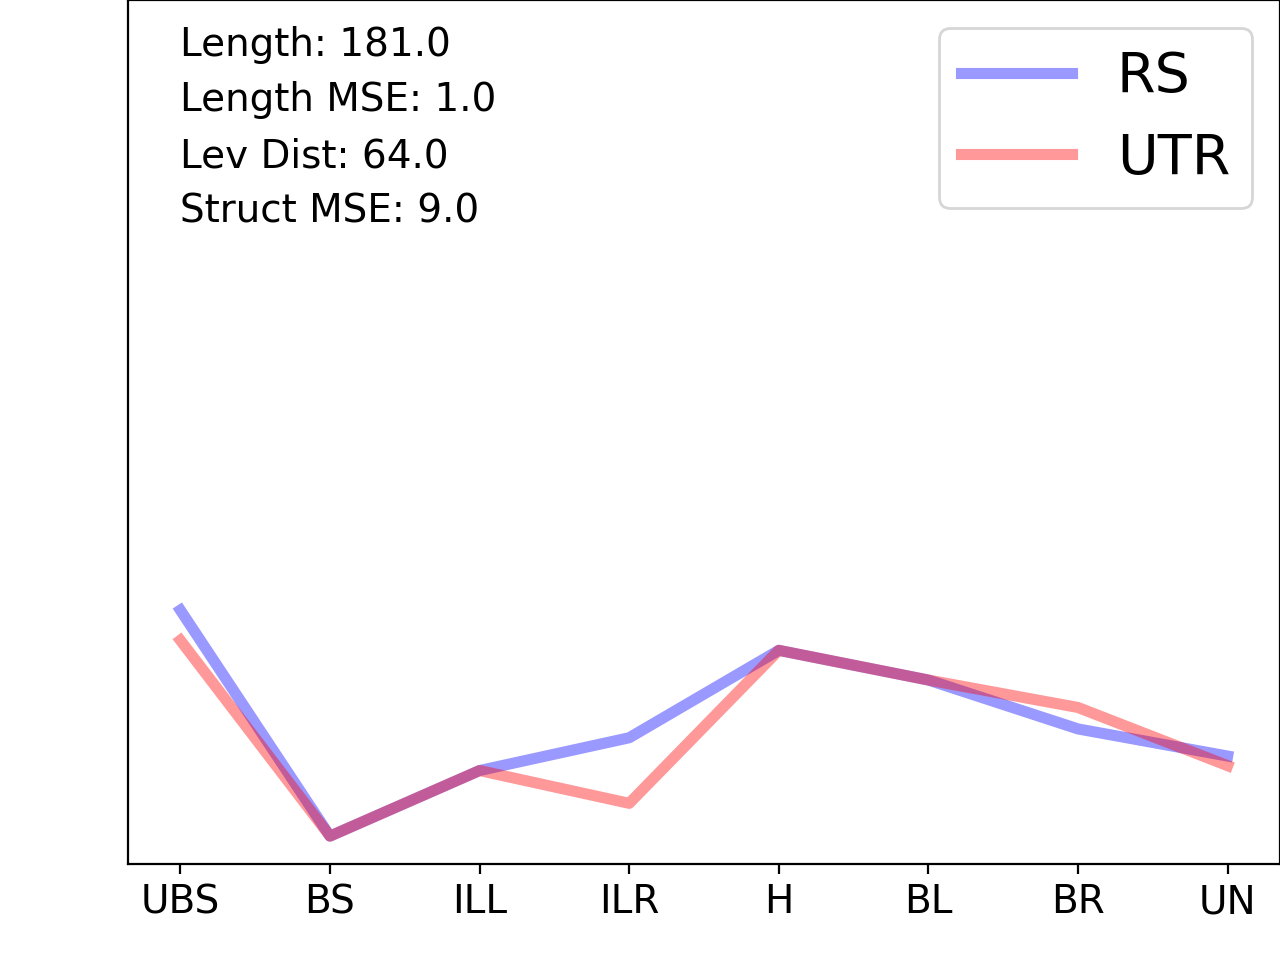 Length: 181.0
Length MSE: 1.0
Lev Dist: 64.0
Struct MSE: 9.0
RS
UTR
UBS BS ILL ILR H BL BR UN